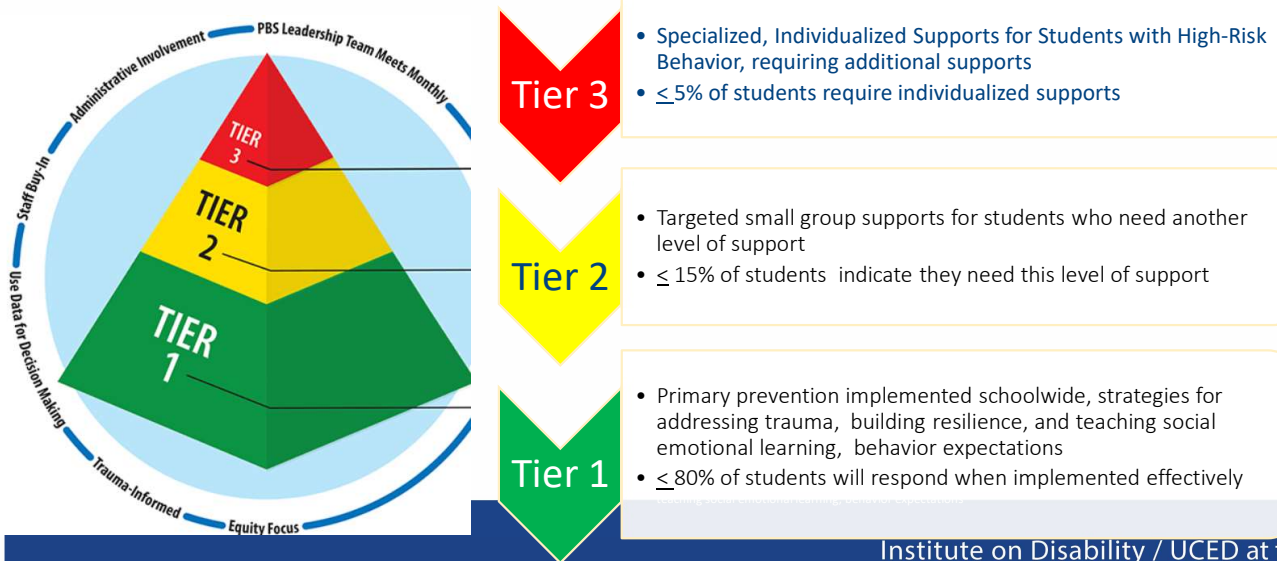 PBS Leadership Team Meets Monthly
Administrative Involvement
Staff Buy-In
Use Data for Decision Making
Trauma-Informed
Equity Focus
TIER
3
TIER
2
TIER
1
Tier 3
• Specialized, Individualized Supports for Students with High-Risk
Behavior, requiring additional supports
• < 5% of students require individualized supports
Tier 2
• Targeted small group supports for students who need another
level of support
• < 15% of students indicate they need this level of support
Tier 1
• Primary prevention implemented schoolwide, strategies for
addressing trauma, building resilience, and teaching social
emotional learning, behavior expectations
• < 80% of students will respond when implemented effectively
Institute on Disability / UCED at